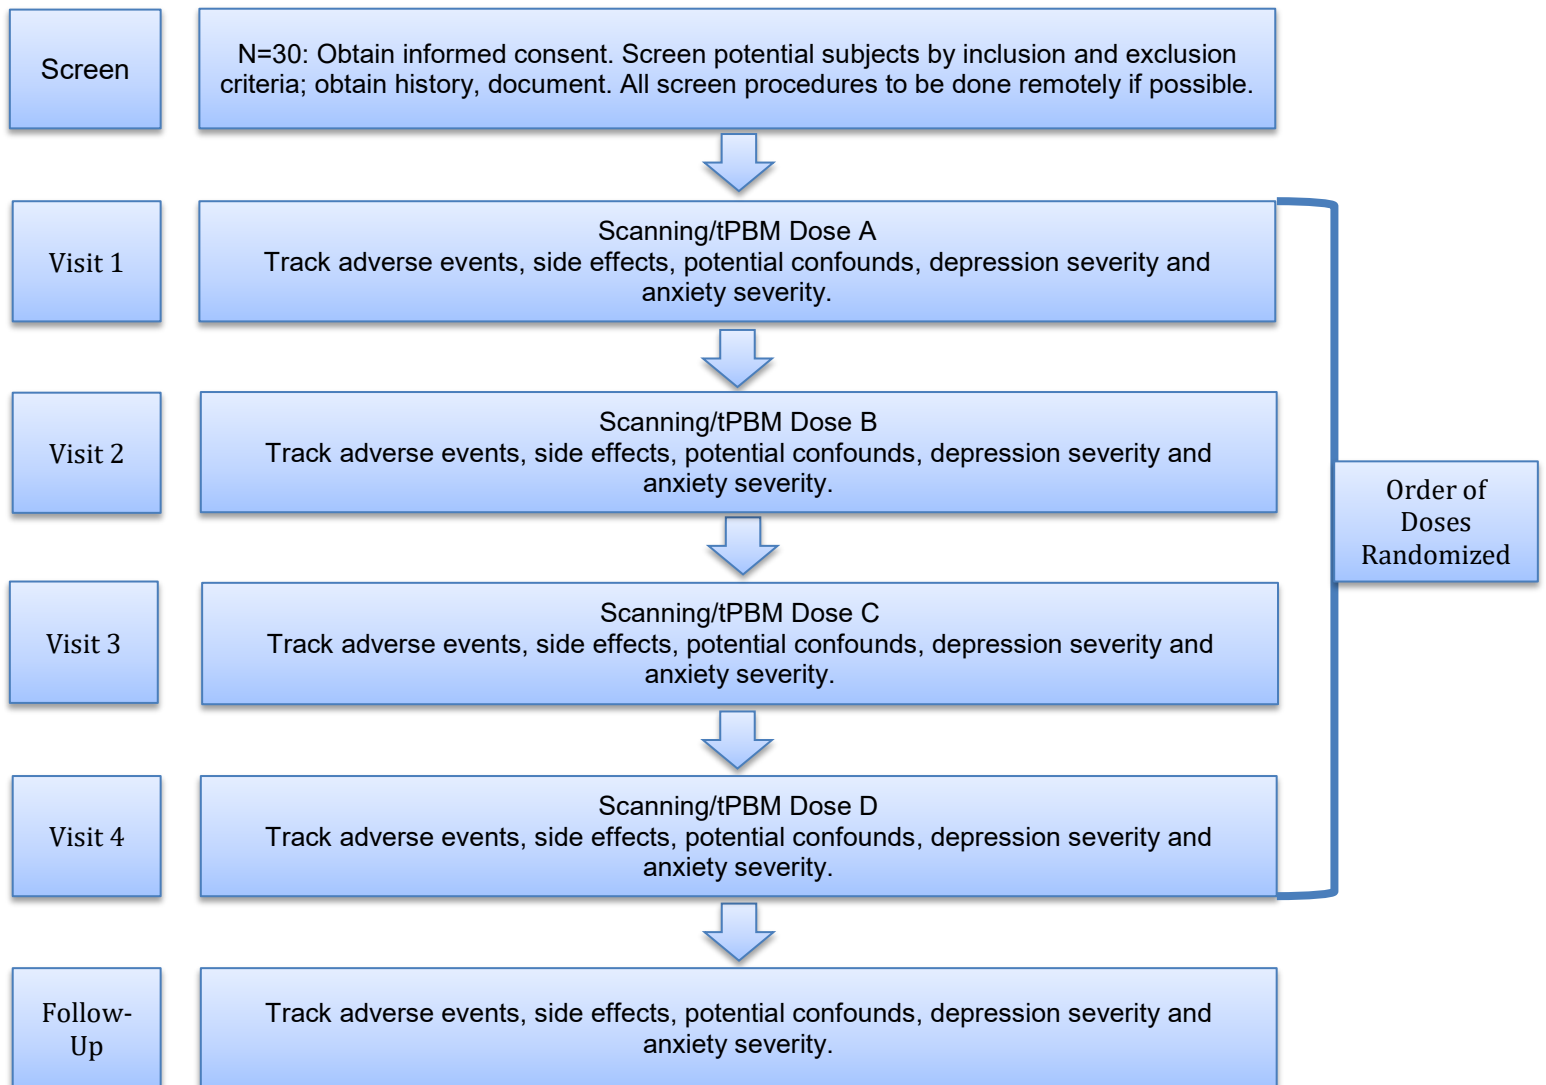 Screen
N=30: Obtain informed consent. Screen potential subjects by inclusion and exclusion
criteria; obtain history, document. All screen procedures to be done remotely if possible.
Visit 1
Scanning/tPBM Dose A
Track adverse events, side effects, potential confounds, depression severity and
anxiety severity.
Visit 2
Scanning/tPBM Dose B
Track adverse events, side effects, potential confounds, depression severity and
anxiety severity.
Order of
Doses
Randomized
Visit 3
Scanning/tPBM Dose C
Track adverse events, side effects, potential confounds, depression severity and
anxiety severity.
Visit 4
Scanning/tPBM Dose D
Track adverse events, side effects, potential confounds, depression severity and
anxiety severity.
Follow-
Up
Track adverse events, side effects, potential confounds, depression severity and
anxiety severity.